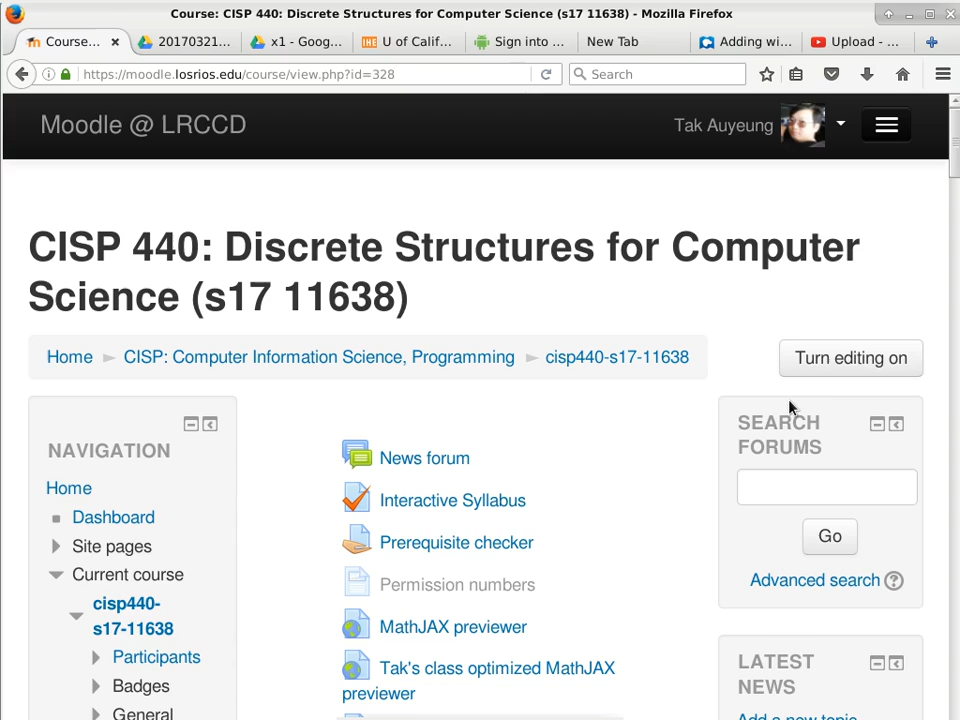 Course: CISP 440: Discrete Structures for Computer Science (s17 11638) - Mozilla Firefox
Course... 20170321... x1 - Goog... U of Calif... Sign into ... New Tab Adding wi... Upload - ...
https://moodle.losrios.edu/course/view.php?id=328 Search
Moodle @ LRCCD Tak Auyeung
CISP 440: Discrete Structures for Computer
Science (s17 11638)
Home CISP: Computer Information Science, Programming cisp440-s17-11638 Turn editing on
NAVIGATION
Home
Dashboard
Site pages
Current course
cisp440-
s17-11638
Participants
Badges
General
News forum
Interactive Syllabus
Prerequisite checker
Permission numbers
MathJAX previewer
Tak's class optimized MathJAX
previewer
SEARCH
FORUMS
Go
Advanced search
LATEST
NEWS
Add a new topic